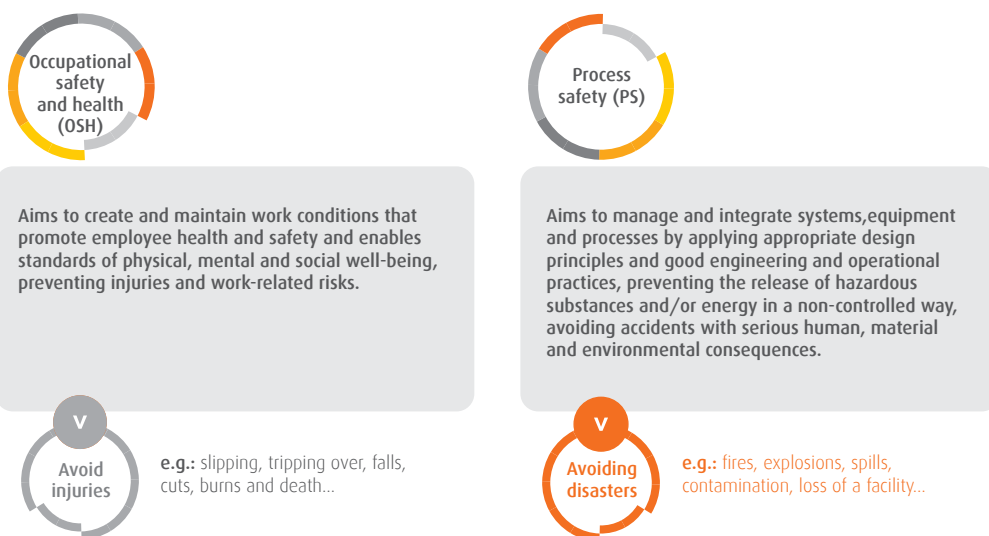 Occupational
safety
and health
(OSH)
Aims to create and maintain work conditions that
promote employee health and safety and enables
standards of physical, mental and social well-being,
preventing injuries and work-related risks.
v
Avoid
injuries
e.g.: slipping, tripping over, falls,
cuts, burns and death...
Process
safety (PS)
Aims to manage and integrate systems,equipment
and processes by applying appropriate design
principles and good engineering and operational
practices, preventing the release of hazardous
substances and/or energy in a non-controlled way,
avoiding accidents with serious human, material
and environmental consequences.
v
Avoiding
disasters
e.g.: fires, explosions, spills,
contamination, loss of a facility...